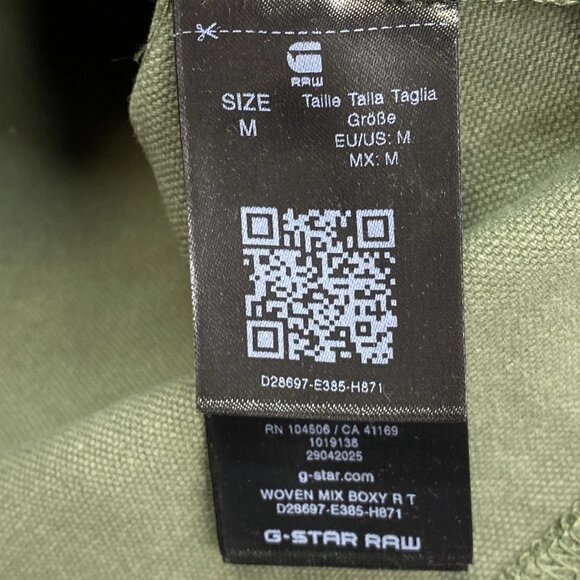 RAW
SIZE
M
Taille Talla Taglia
Größe
EU/US: M
MX: M
D28697-E385-H871
RN 104506 / CA 41169
1019138
29042025
g-star.com
WOVEN MIX BOXY R T
D28697-E385-H871
G-STAR RAW